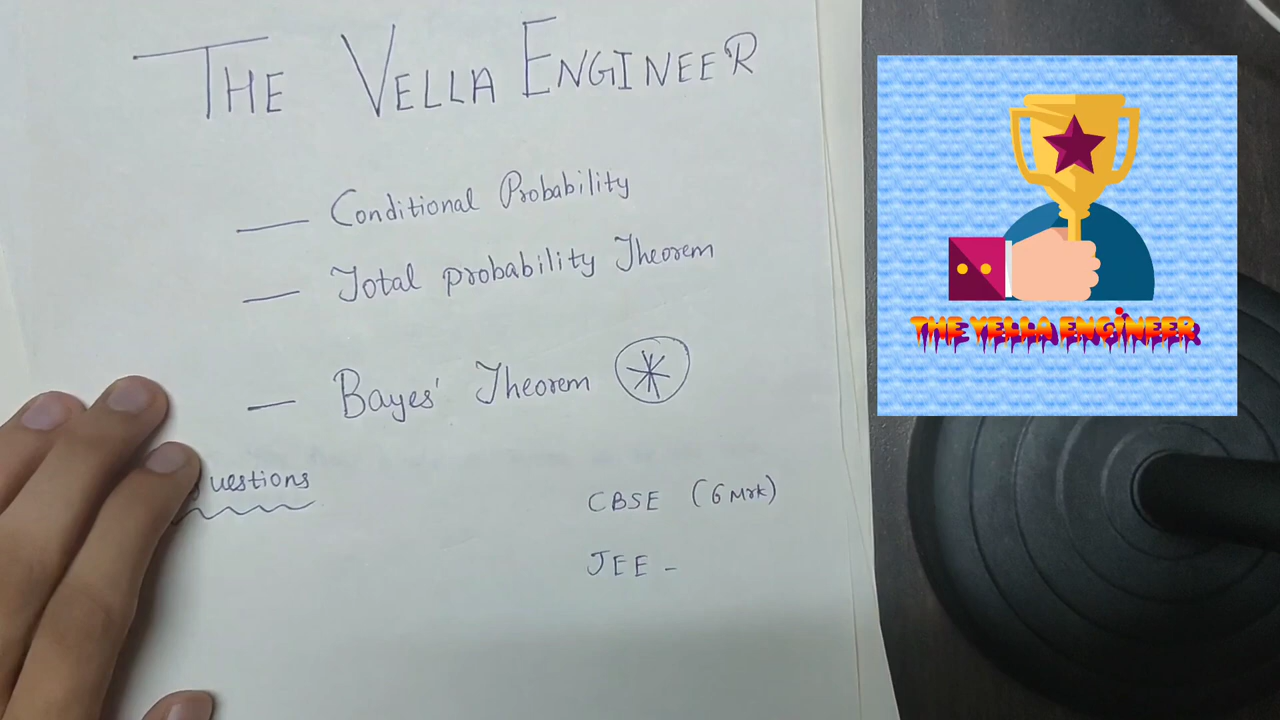 THE VELLA ENGINEER
— Conditional Probability
— Total probability Theorem
— Bayes' Theorem
uestions
CBSE (6 Mrk)
JEE -
THE VELLA ENGINEER